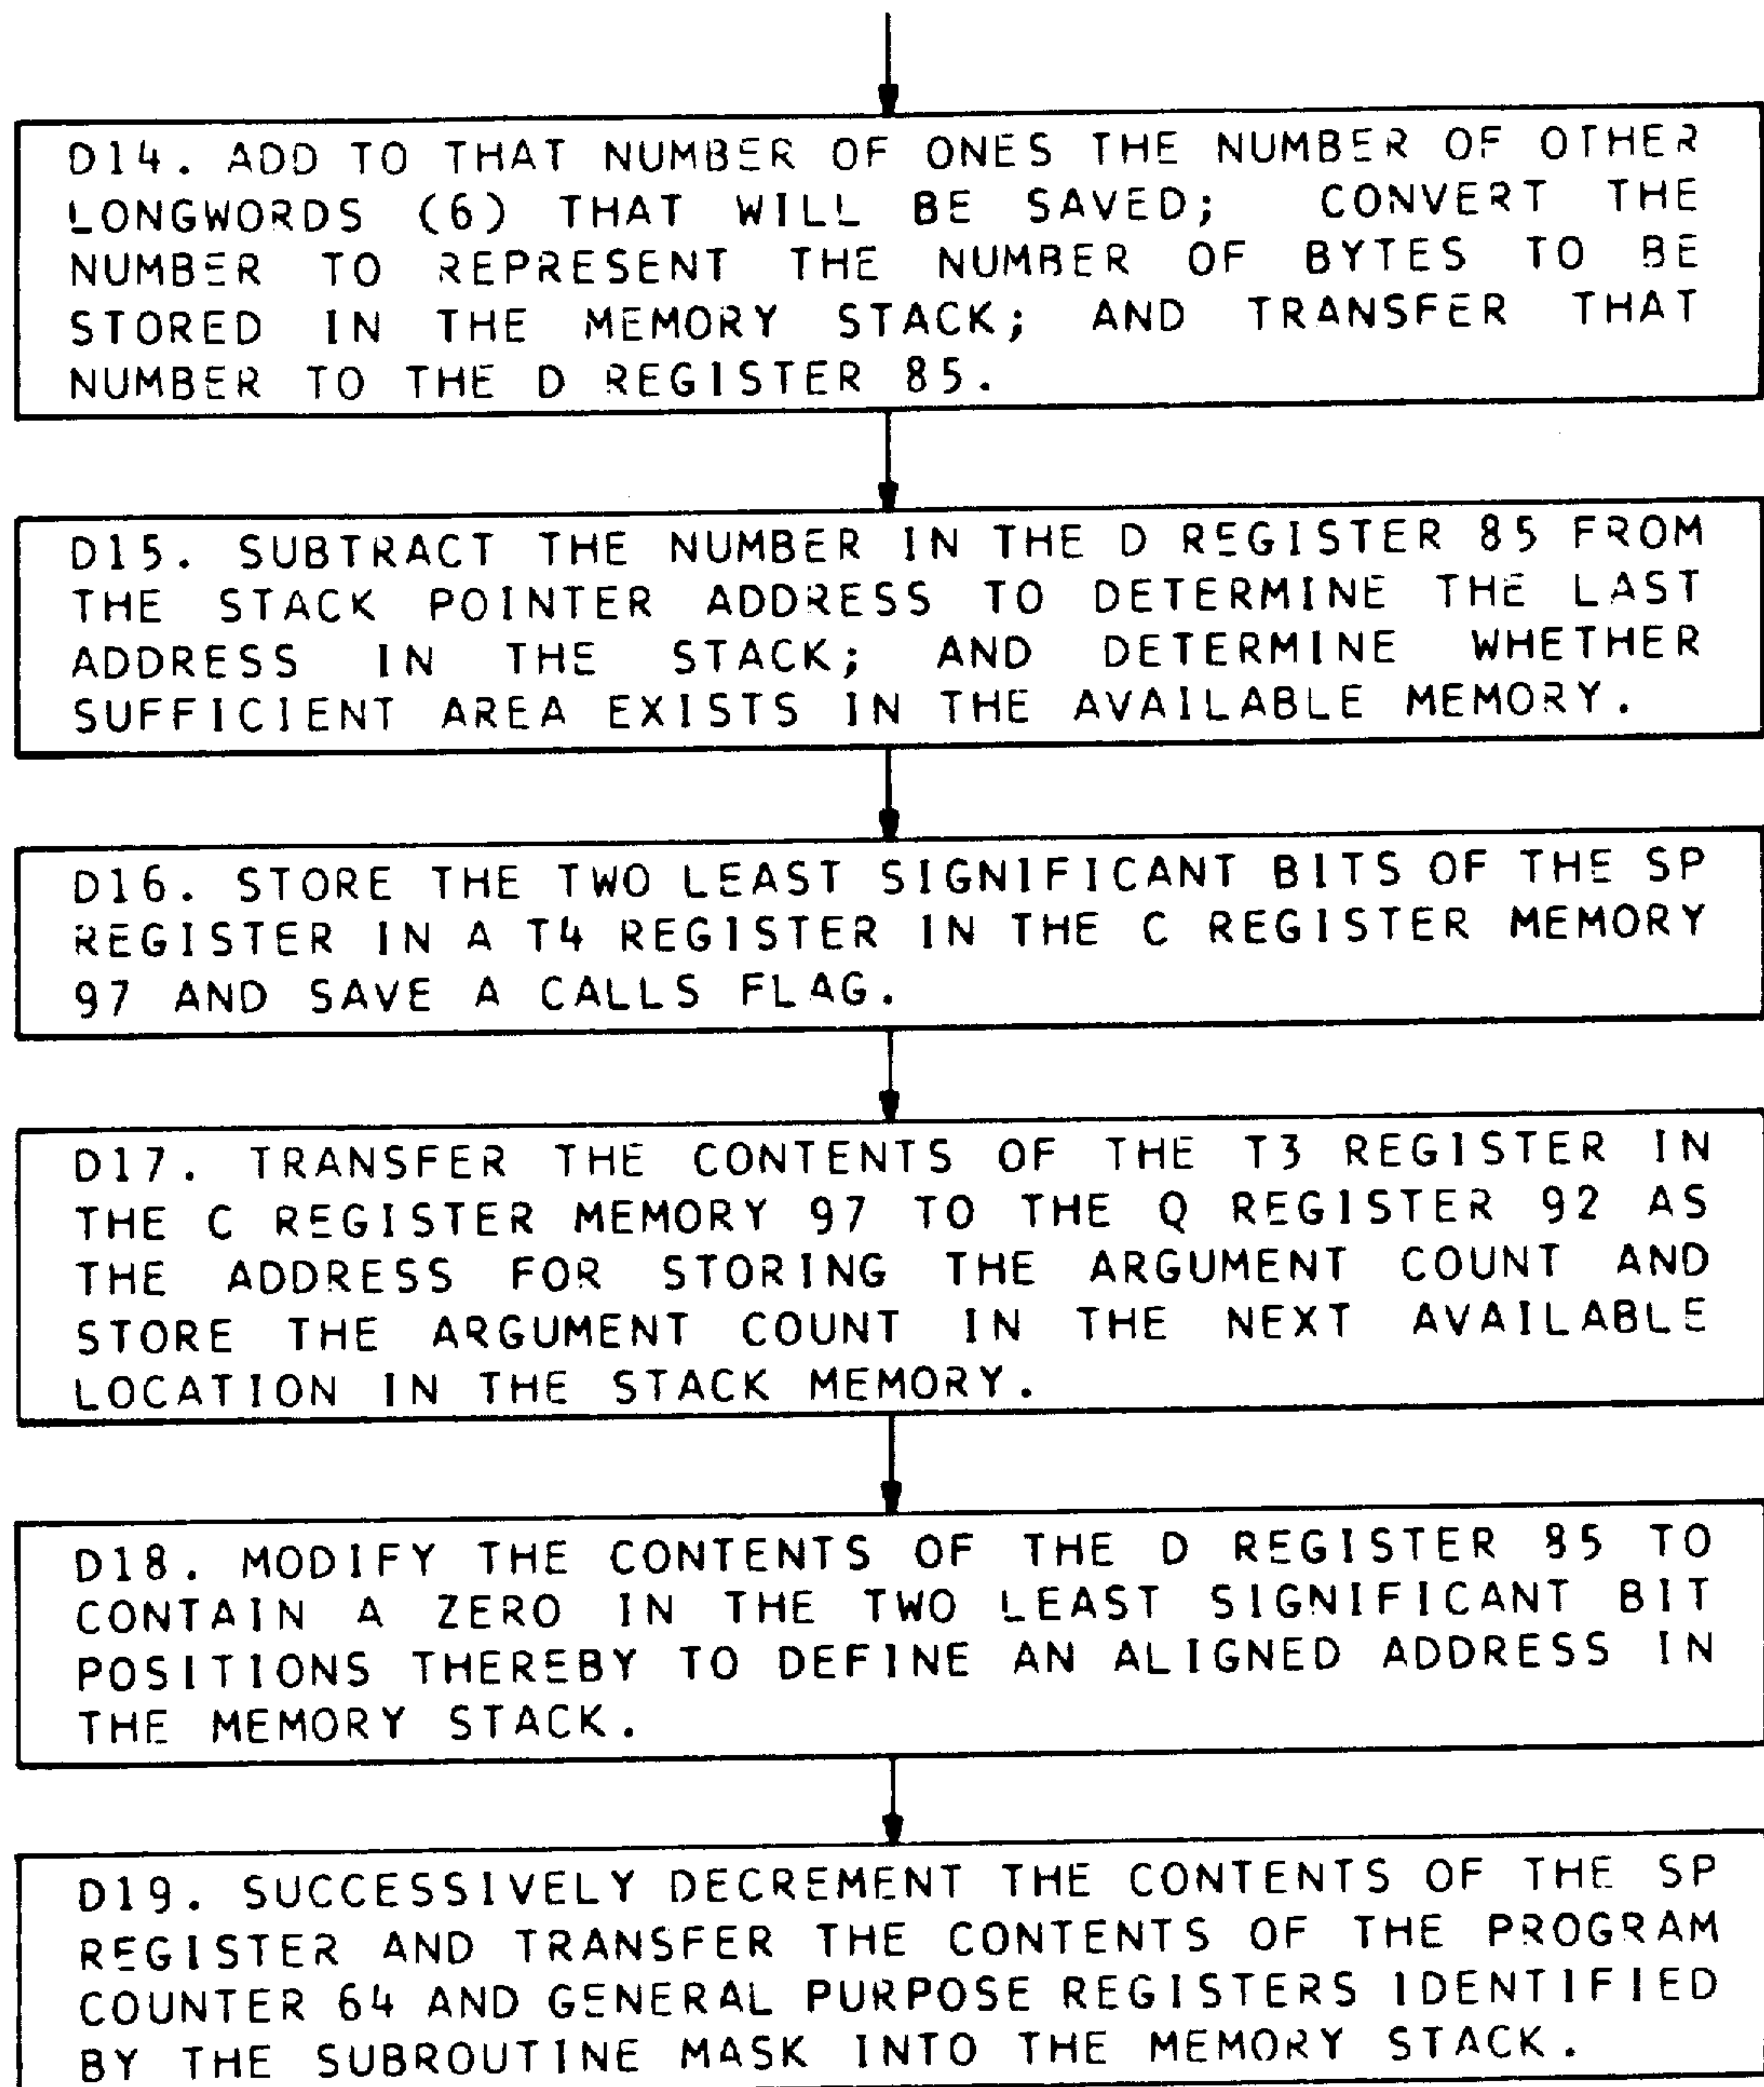 D14. ADD TO THAT NUMBER OF ONES THE NUMBER OF OTHER
LONGWORDS (6) THAT WILL BE SAVED; CONVERT THE
NUMBER TO REPRESENT THE NUMBER OF BYTES TO BE
STORED IN THE MEMORY STACK; AND TRANSFER THAT
NUMBER TO THE D REGISTER 85.
D15. SUBTRACT THE NUMBER IN THE D REGISTER 85 FROM
THE STACK POINTER ADDRESS TO DETERMINE THE LAST
ADDRESS IN THE STACK; AND DETERMINE WHETHER
SUFFICIENT AREA EXISTS IN THE AVAILABLE MEMORY.
D16. STORE THE TWO LEAST SIGNIFICANT BITS OF THE SP
REGISTER IN A T4 REGISTER IN THE C REGISTER MEMORY
97 AND SAVE A CALLS FLAG.
D17. TRANSFER THE CONTENTS OF THE T3 REGISTER IN
THE C REGISTER MEMORY 97 TO THE Q REGISTER 92 AS
THE ADDRESS FOR STORING THE ARGUMENT COUNT AND
STORE THE ARGUMENT COUNT IN THE NEXT AVAILABLE
LOCATION IN THE STACK MEMORY.
D18. MODIFY THE CONTENTS OF THE D REGISTER 85 TO
CONTAIN A ZERO IN THE TWO LEAST SIGNIFICANT BIT
POSITIONS THEREBY TO DEFINE AN ALIGNED ADDRESS IN
THE MEMORY STACK.
D19. SUCCESSIVELY DECREMENT THE CONTENTS OF THE SP
REGISTER AND TRANSFER THE CONTENTS OF THE PROGRAM
COUNTER 64 AND GENERAL PURPOSE REGISTERS IDENTIFIED
BY THE SUBROUTINE MASK INTO THE MEMORY STACK.